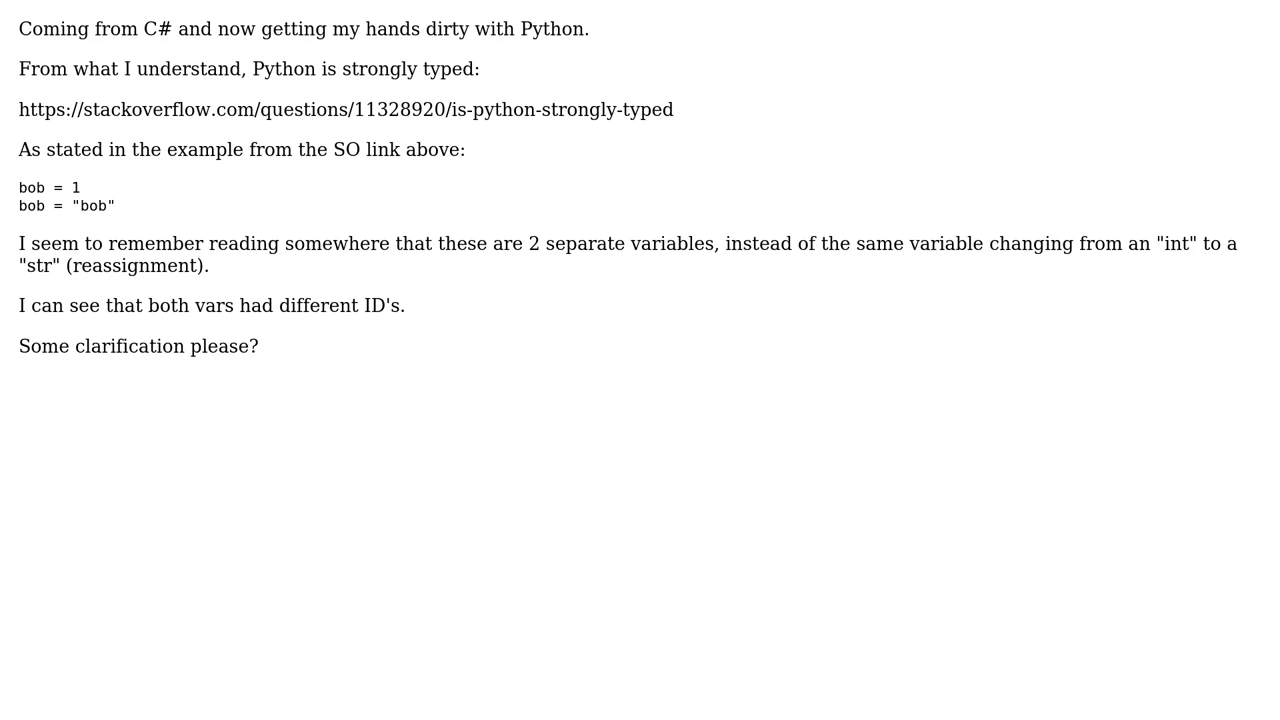 Coming from C# and now getting my hands dirty with Python.
From what I understand, Python is strongly typed:
https://stackoverflow.com/questions/11328920/is-python-strongly-typed
As stated in the example from the SO link above:
bob = 1
bob = "bob"
I seem to remember reading somewhere that these are 2 separate variables, instead of the same variable changing from an "int" to a
"str" (reassignment).
I can see that both vars had different ID's.
Some clarification please?